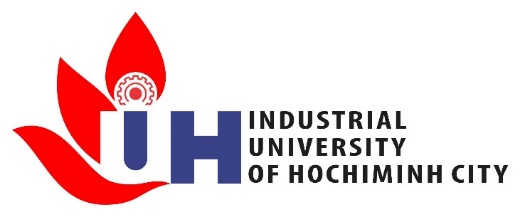 IUH
INDUSTRIAL
UNIVERSITY
OF HOCHIMINH CITY